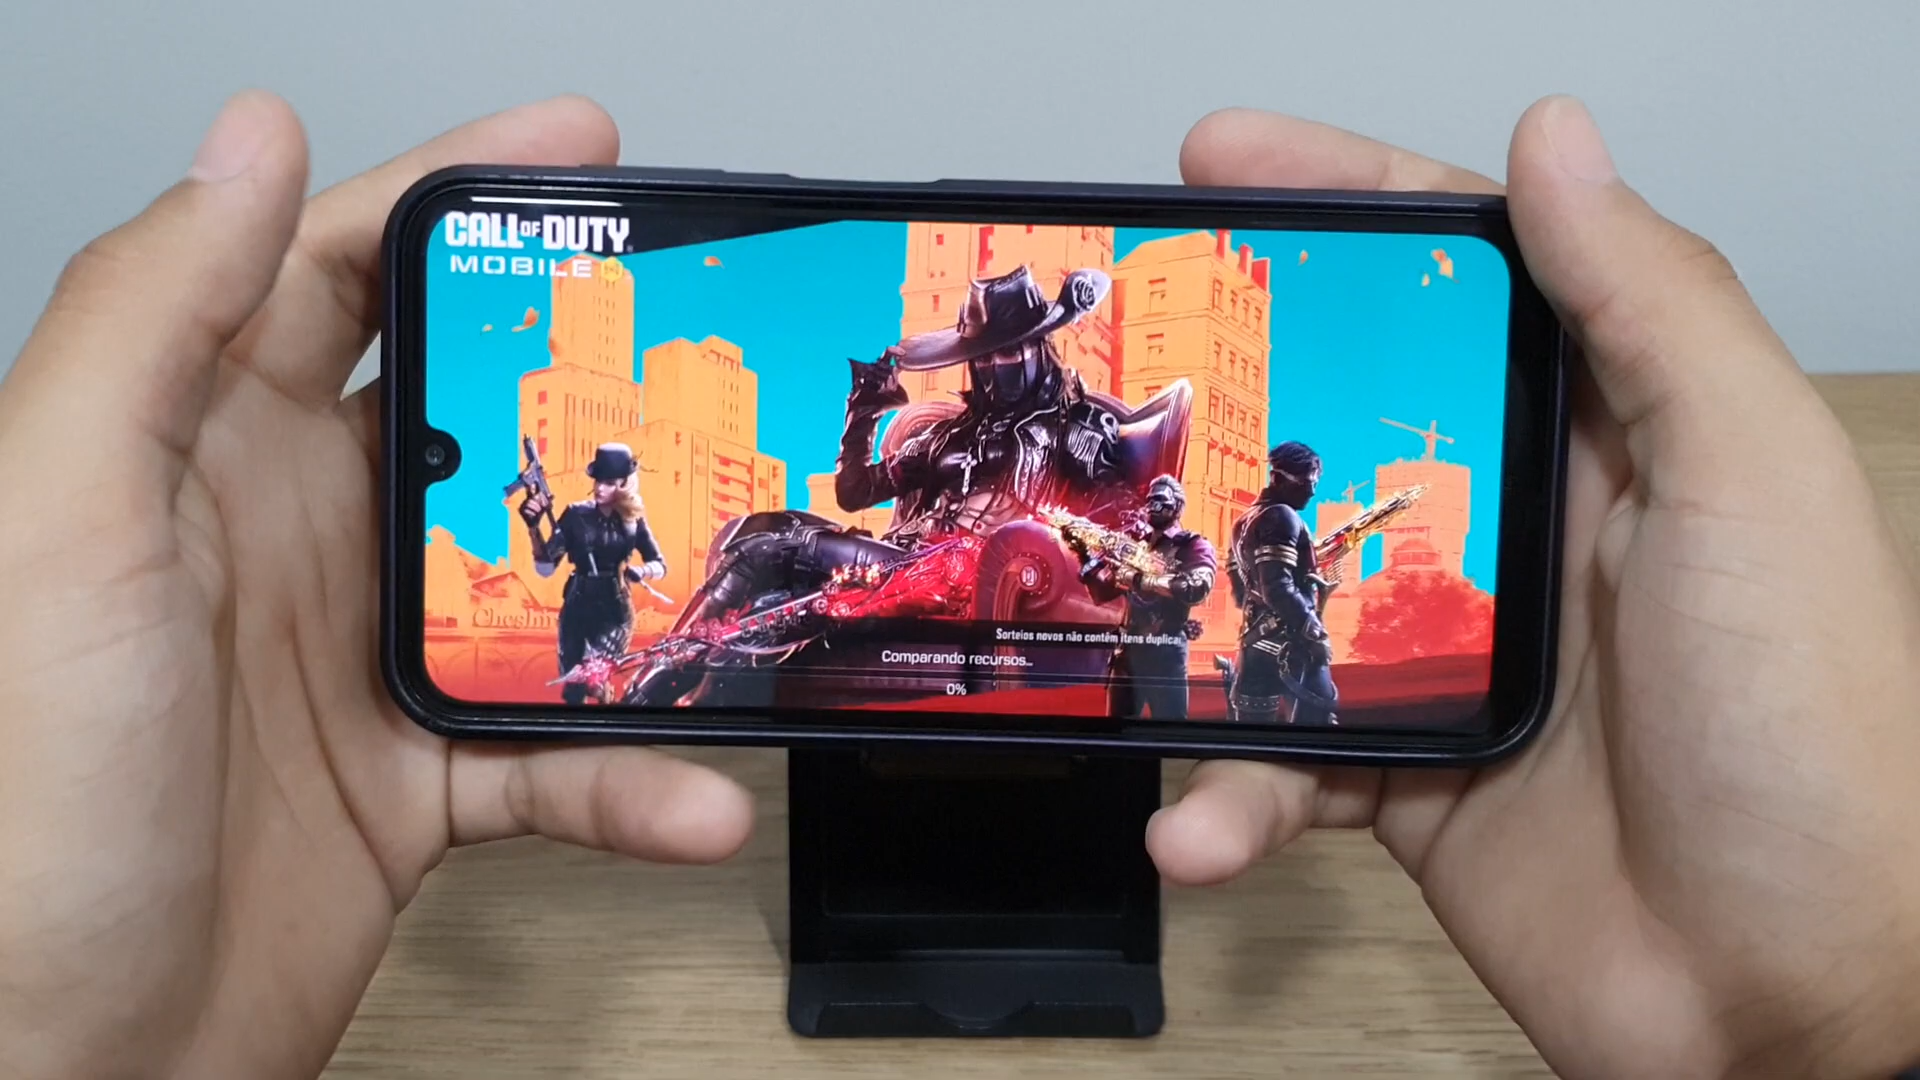 CALL OF DUTY
MOBILE
Sorteios novos não contêm itens duplica
Comparando recursos...
0%